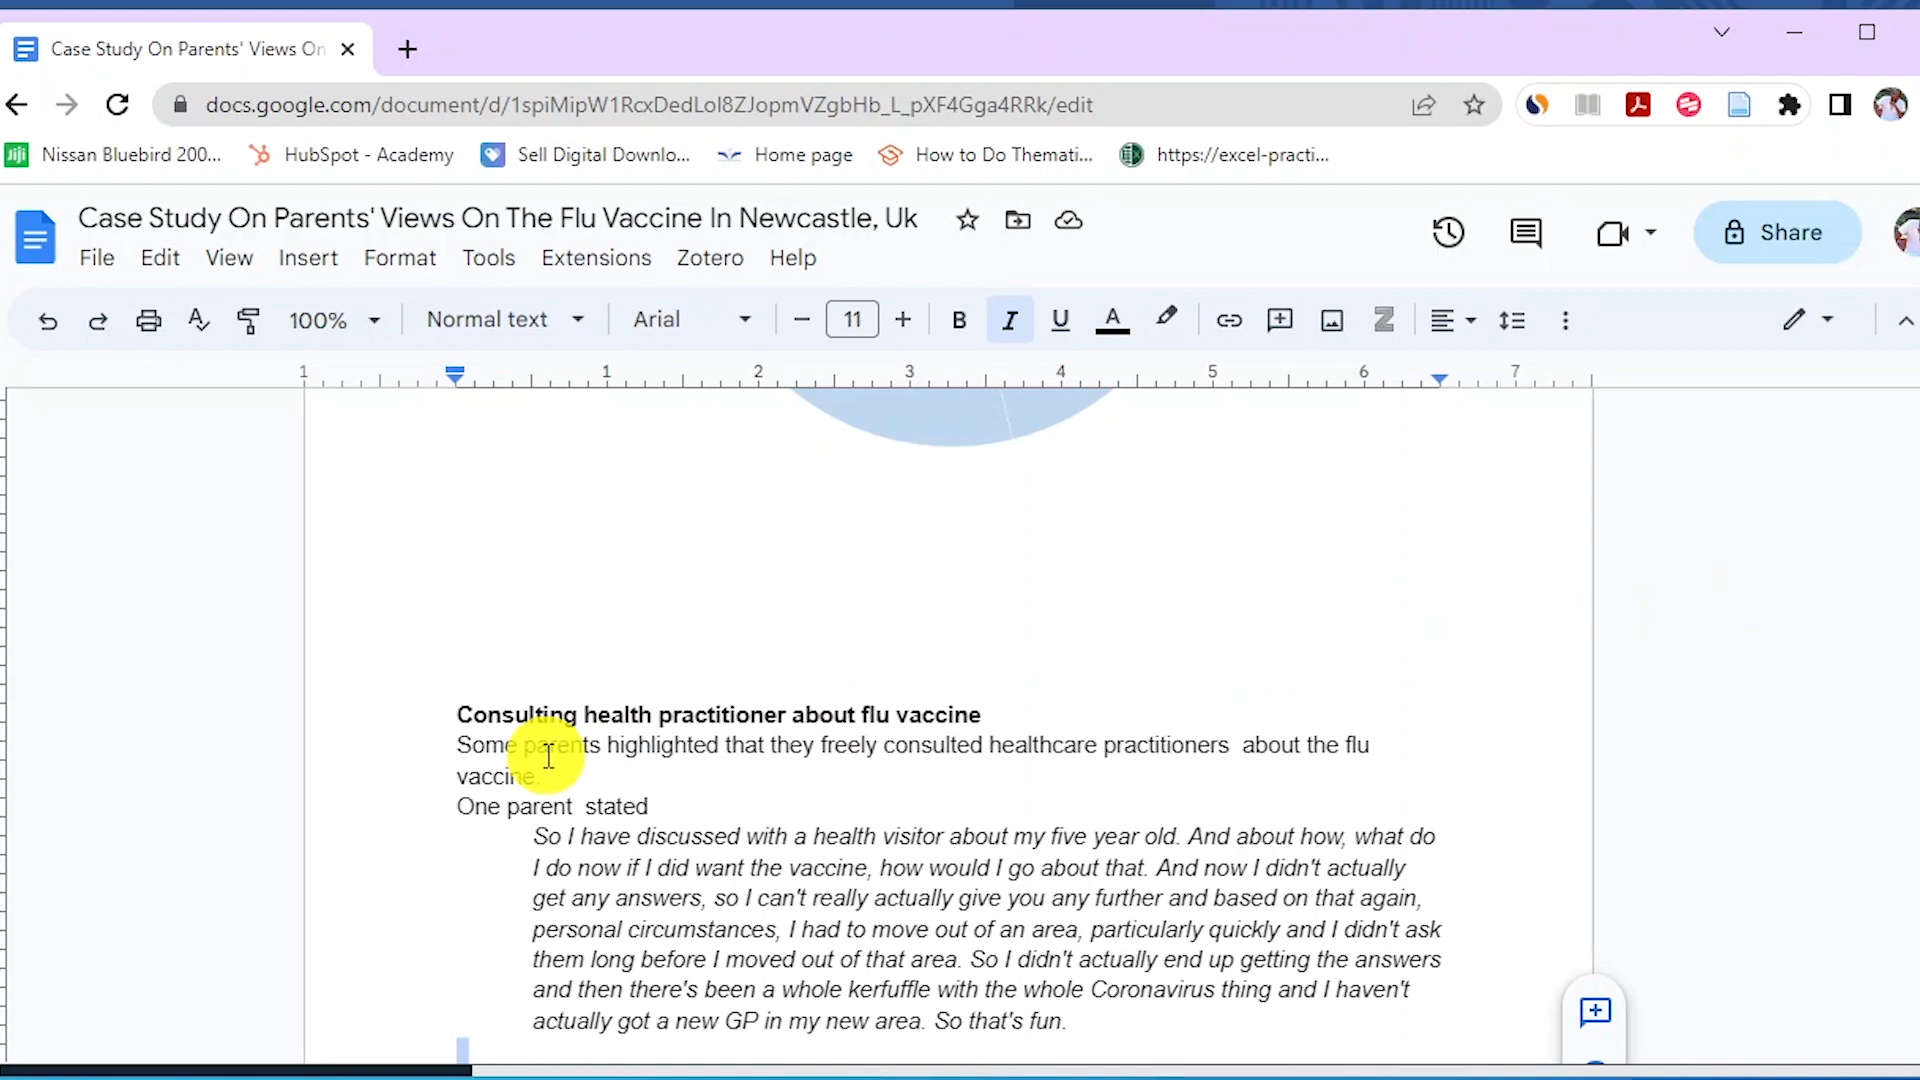 Case Study On Parents' Views On
docs.google.com/document/d/1spiMipW1RcxDedLol8ZJopmVZgbHb_L_pXF4Gga4RRk/edit
Jiji Nissan Bluebird 200... HubSpot - Academy Sell Digital Downlo... Home page How to Do Themati... https://excel-practi...
Case Study On Parents' Views On The Flu Vaccine In Newcastle, Uk
Share
File Edit View Insert Format Tools Extensions Zotero Help
100% Normal text Arial 11 B I U A Z
1 1 2 3 4 5 6 7
Consulting health practitioner about flu vaccine
Some parents highlighted that they freely consulted healthcare practitioners  about the flu
vaccine.
One parent  stated
So I have discussed with a health visitor about my five year old. And about how, what do
I do now if I did want the vaccine, how would I go about that. And now I didn't actually
get any answers, so I can't really actually give you any further and based on that again,
personal circumstances, I had to move out of an area, particularly quickly and I didn't ask
them long before I moved out of that area. So I didn't actually end up getting the answers
and then there's been a whole kerfuffle with the whole Coronavirus thing and I haven't
actually got a new GP in my new area. So that's fun.